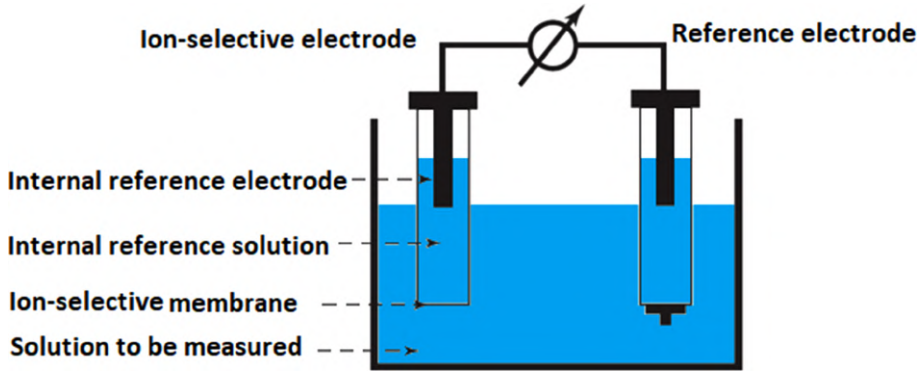 Ion-selective electrode
Reference electrode
Internal reference electrode
Internal reference solution
Ion-selective membrane
Solution to be measured